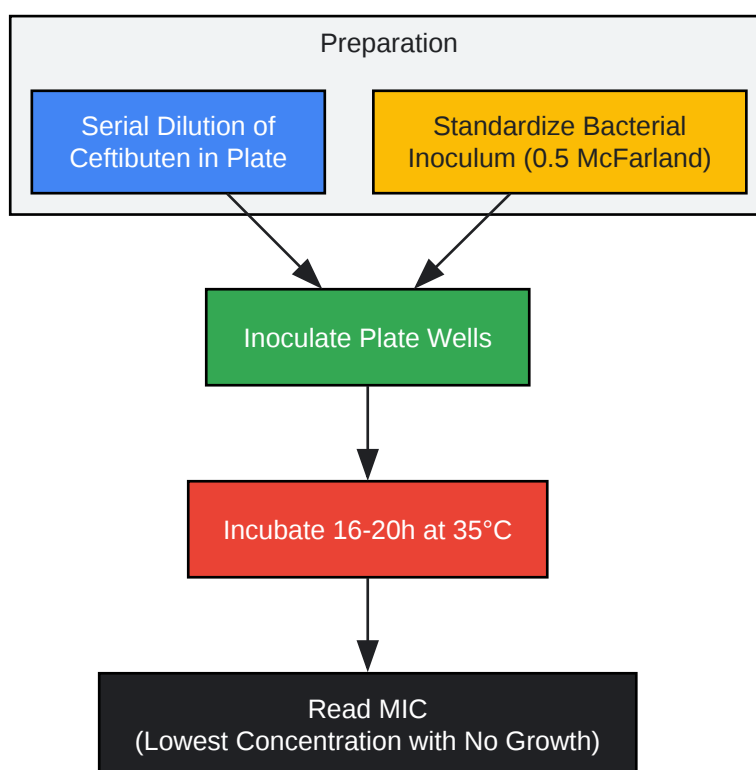 Preparation
Serial Dilution of
Ceftibuten in Plate
Standardize Bacterial
Inoculum (0.5 McFarland)
Inoculate Plate Wells
Incubate 16-20h at 35°C
Read MIC
(Lowest Concentration with No Growth)